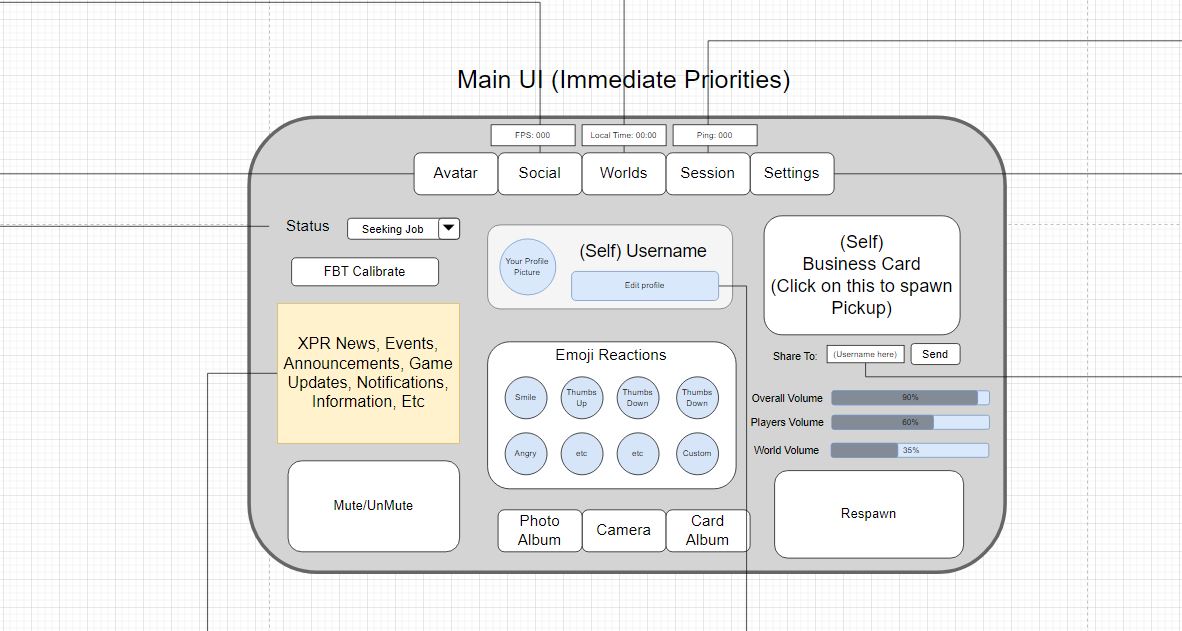 Main UI (Immediate Priorities)
FPS: 000
Local Time: 00:00
Ping: 000
Avatar
Social
Worlds
Session
Settings
Status
Seeking Job
FBT Calibrate
XPR News, Events,
Announcements, Game
Updates, Notifications,
Information, Etc
Mute/UnMute
Your Profile
Picture
(Self) Username
Edit profile
Emoji Reactions
Smile
Thumbs
Up
Thumbs
Down
Thumbs
Down
Angry
etc
etc
Custom
Photo
Album
Camera
Card
Album
(Self)
Business Card
(Click on this to spawn
Pickup)
Share To:
(Username here)
Send
Overall Volume
90%
Players Volume
60%
World Volume
35%
Respawn